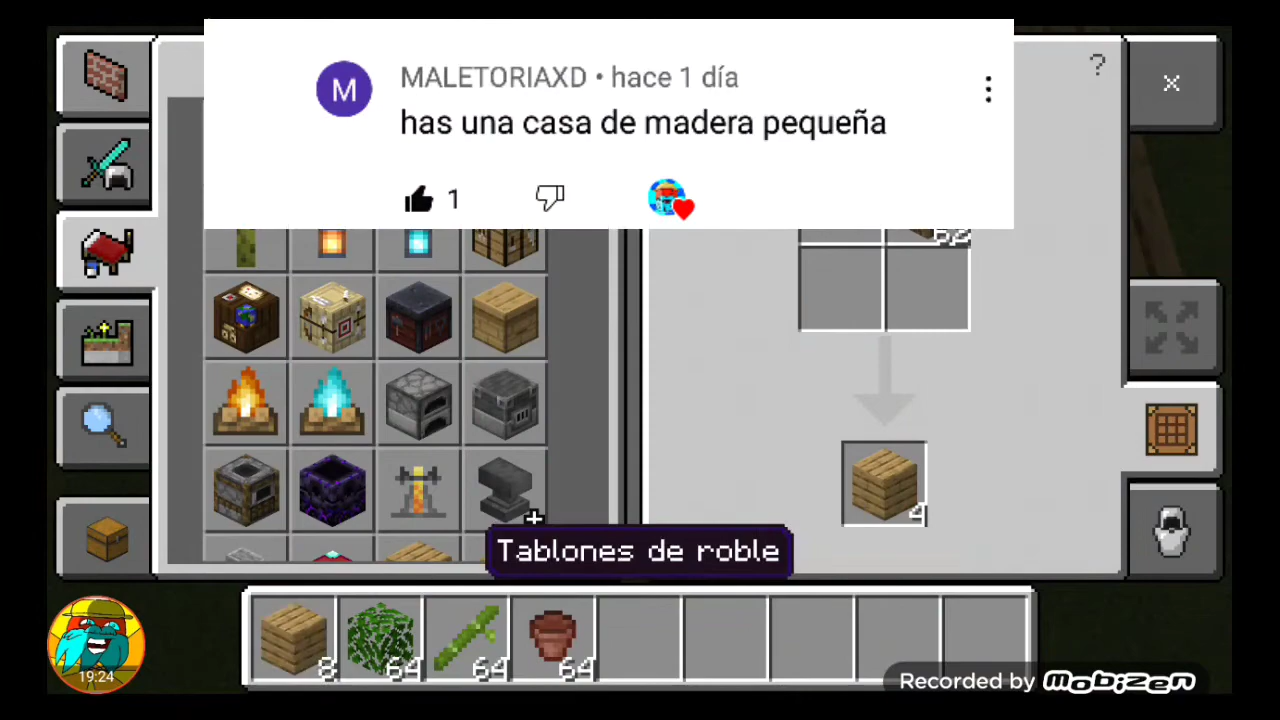 MALETORIAXD • hace 1 día
has una casa de madera pequeña
1
M
?
62
4
Tablones de roble
8
64
64
64
19:24
Recorded by Mobizen